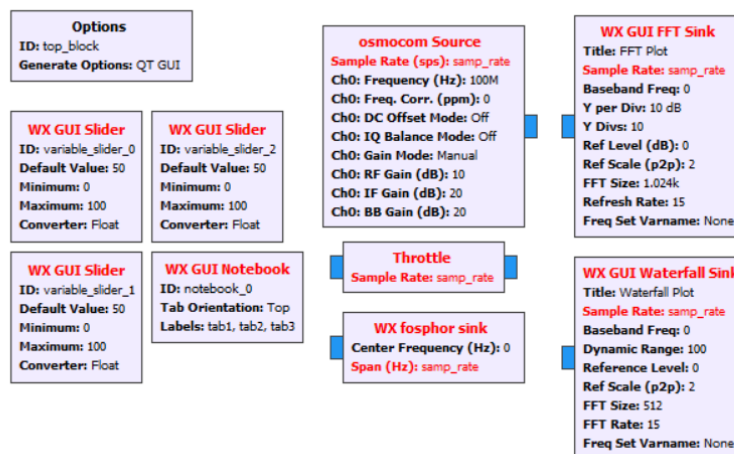 Options
ID: top_block
Generate Options: QT GUI
WX GUI Slider
ID: variable_slider_0
Default Value: 50
Minimum: 0
Maximum: 100
Converter: Float
WX GUI Slider
ID: variable_slider_2
Default Value: 50
Minimum: 0
Maximum: 100
Converter: Float
WX GUI Slider
ID: variable_slider_1
Default Value: 50
Minimum: 0
Maximum: 100
Converter: Float
WX GUI Notebook
ID: notebook_0
Tab Orientation: Top
Labels: tab1, tab2, tab3
osmocom Source
Sample Rate (sps): samp_rate
Ch0: Frequency (Hz): 100M
Ch0: Freq. Corr. (ppm): 0
Ch0: DC Offset Mode: Off
Ch0: IQ Balance Mode: Off
Ch0: Gain Mode: Manual
Ch0: RF Gain (dB): 10
Ch0: IF Gain (dB): 20
Ch0: BB Gain (dB): 20
Throttle
Sample Rate: samp_rate
WX fosphor sink
Center Frequency (Hz): 0
Span (Hz): samp_rate
WX GUI FFT Sink
Title: FFT Plot
Sample Rate: samp_rate
Baseband Freq: 0
Y per Div: 10 dB
Y Divs: 10
Ref Level (dB): 0
Ref Scale (p2p): 2
FFT Size: 1.024k
Refresh Rate: 15
Freq Set Varname: None
WX GUI Waterfall Sink
Title: Waterfall Plot
Sample Rate: samp_rate
Baseband Freq: 0
Dynamic Range: 100
Reference Level: 0
Ref Scale (p2p): 2
FFT Size: 512
FFT Rate: 15
Freq Set Varname: None